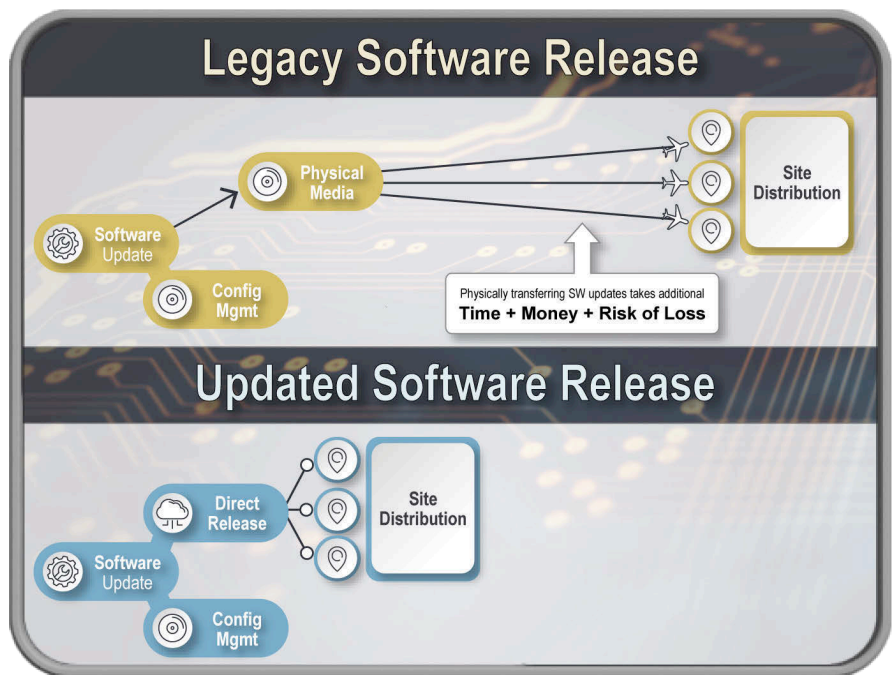 Legacy Software Release
Physical
Media
Site
Distribution
Software
Update
Config
Mgmt
Physically transferring SW updates takes additional
Time + Money + Risk of Loss
Updated Software Release
Direct
Release
Site
Distribution
Software
Update
Config
Mgmt